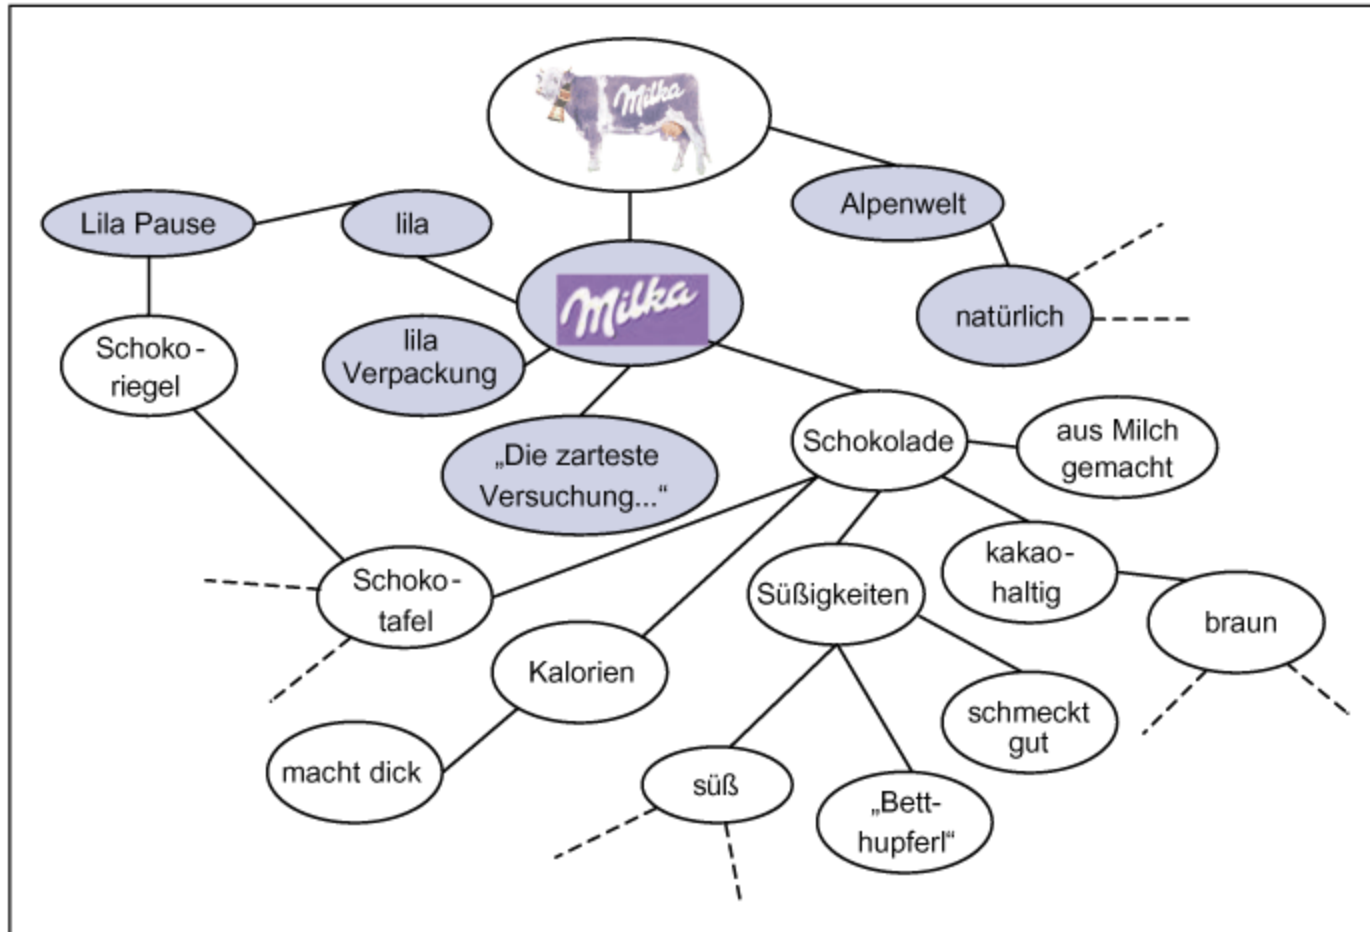 Milka
Lila Pause
lila
Alpenwelt
Milka
natürlich
Schoko-
riegel
lila
Verpackung
„Die zarteste
Versuchung...“
Schokolade
aus Milch
gemacht
Schoko-
tafel
Kalorien
Süßigkeiten
kakao-
haltig
braun
macht dick
süß
„Bett-
hupferl“
schmeckt
gut